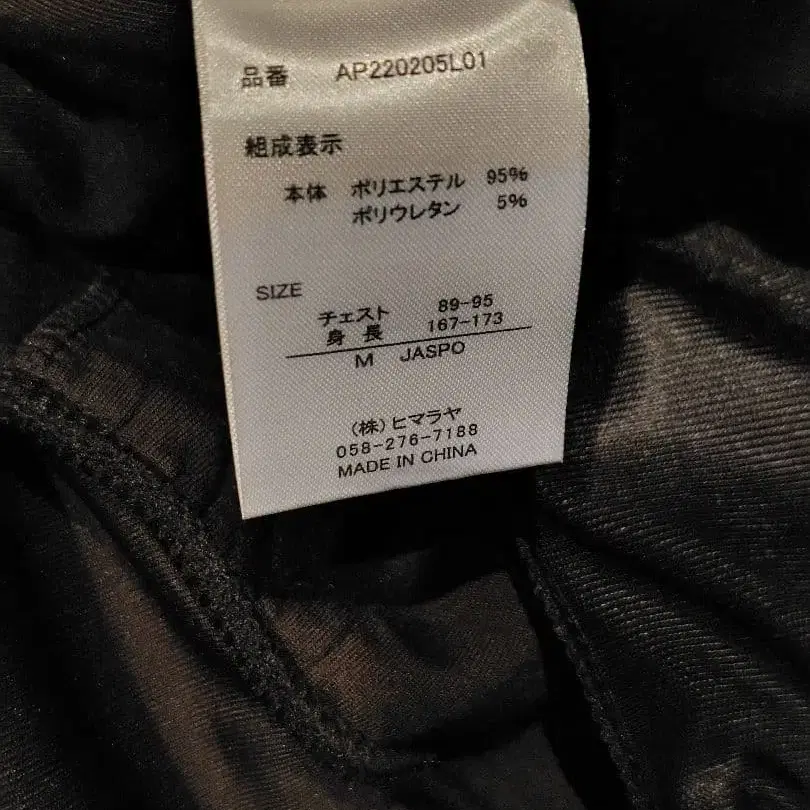 品番 AP220205L01
組成表示
本体 ポリエステル 95%
ポリウレタン 5%
SIZE
チェスト 89-95
身長 167-173
M JASPO
(株)ヒマラヤ
058-276-7188
MADE IN CHINA